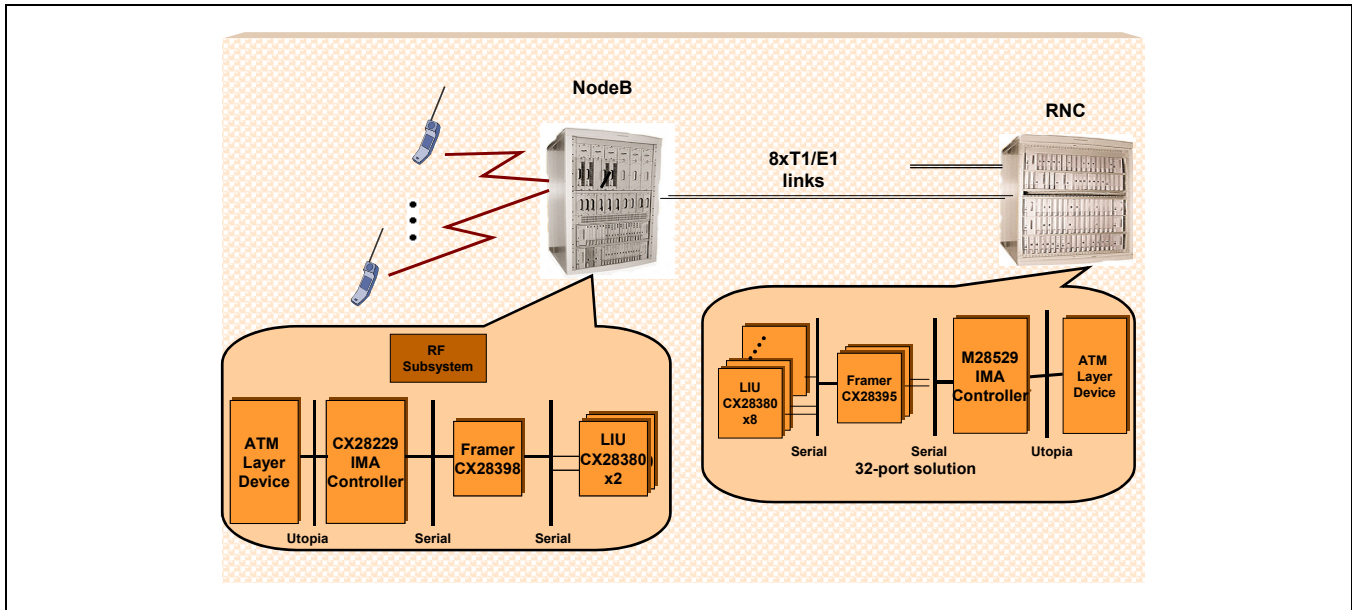 NodeB
RNC
8xT1/E1
links
RF
Subsystem
ATM
Layer
Device
CX28229
IMA
Controller
Framer
CX28398
LIU
CX28380
x2
Utopia
Serial
Serial
LIU
CX28380
x8
Framer
CX28395
M28529
IMA
Controller
ATM
Layer
Device
Serial
Serial
Utopia
32-port solution